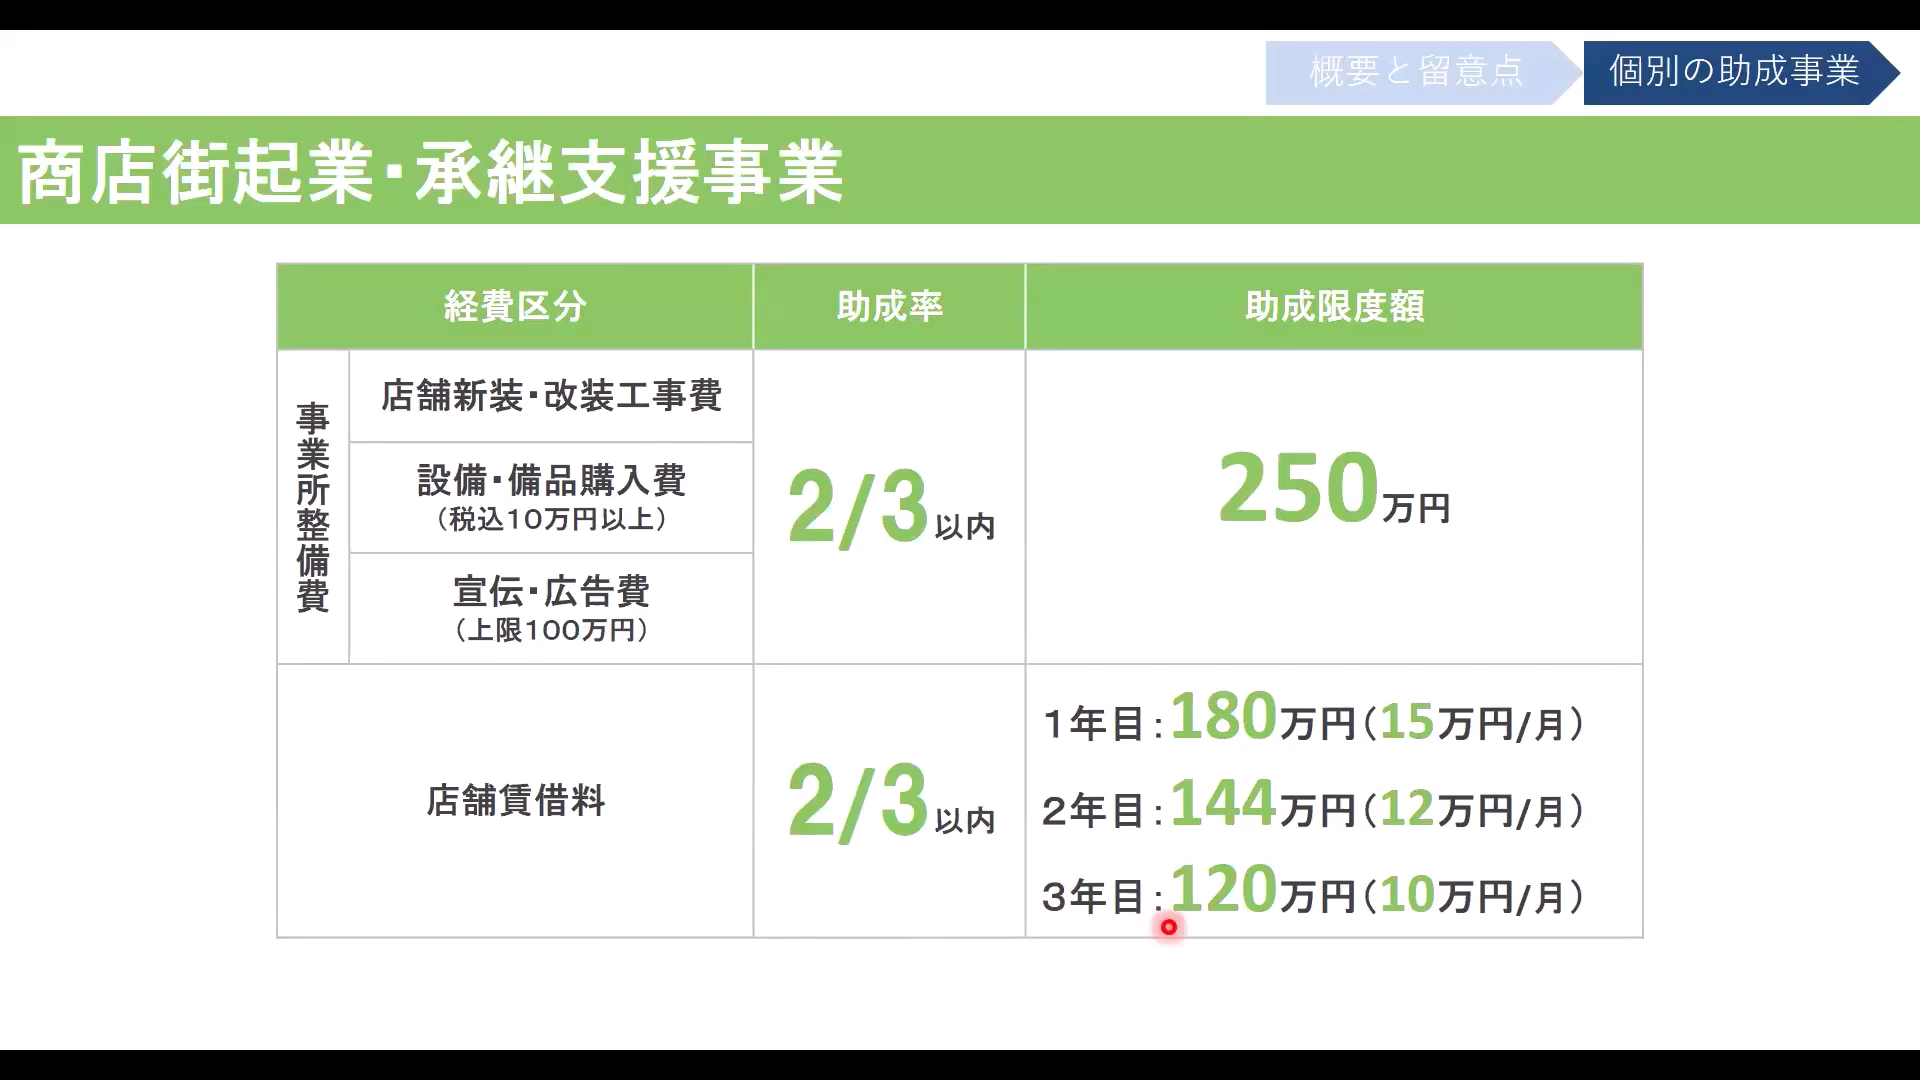 概要と留意点
個別の助成事業
商店街起業・承継支援事業
経費区分
助成率
助成限度額
事業所整備費
店舗新装・改装工事費
設備・備品購入費
（税込10万円以上）
宣伝・広告費
（上限100万円）
2/3以内
250万円
店舗賃借料
2/3以内
1年目：180万円（15万円/月）
2年目：144万円（12万円/月）
3年目：120万円（10万円/月）